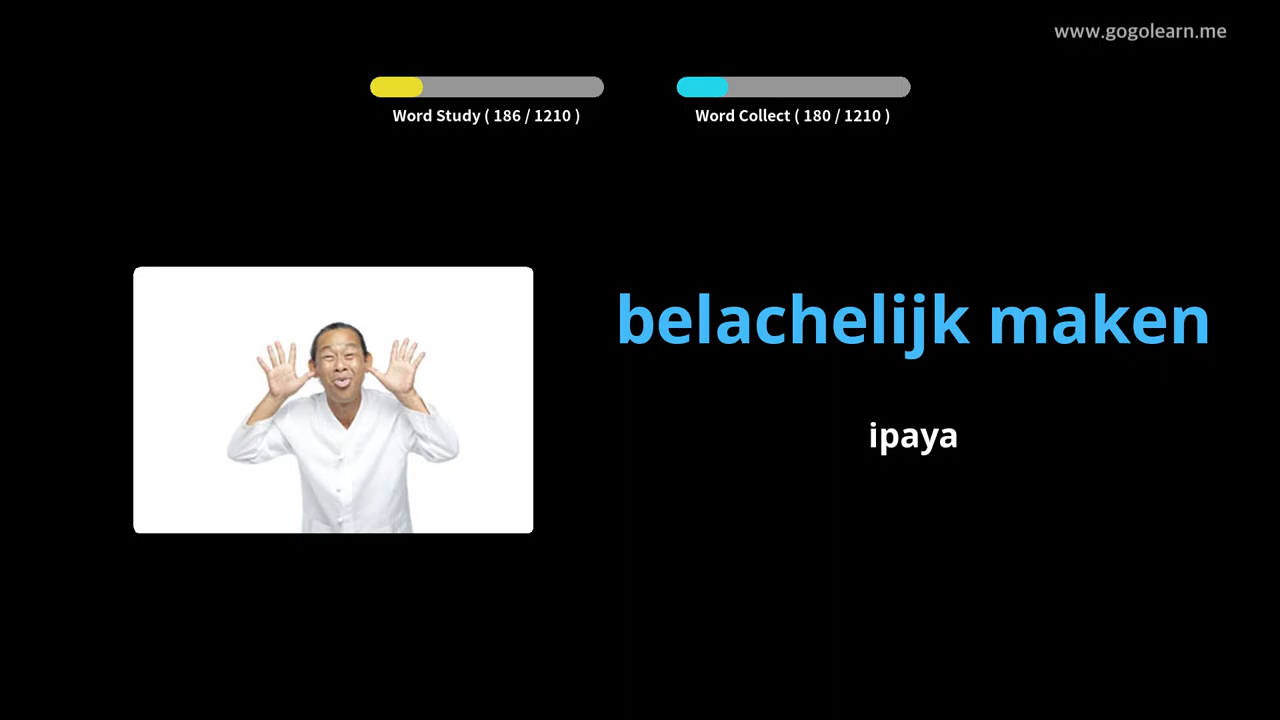 www.gogolearn.me
Word Study ( 186 / 1210 )
Word Collect ( 180 / 1210 )
belachelijk maken
ipaya